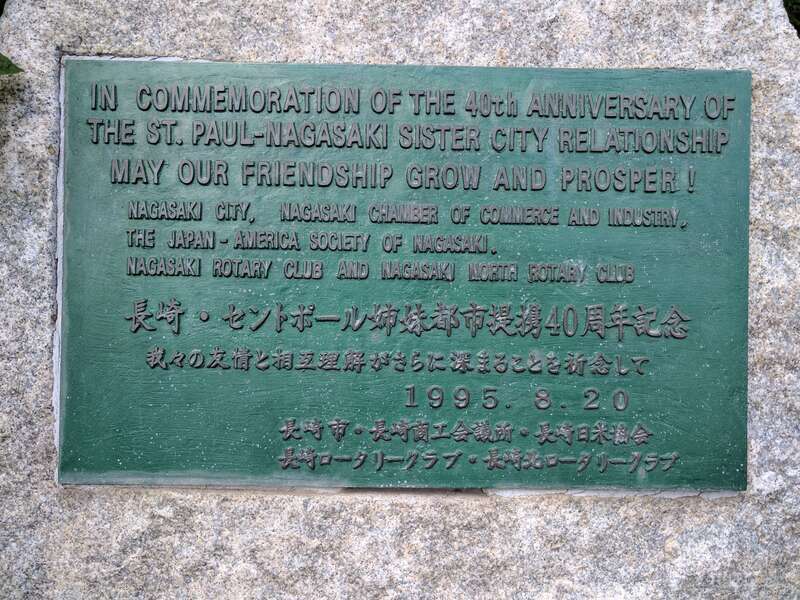 IN COMMEMORATION OF THE 40th ANNIVERSARY OF
THE ST. PAUL-NAGASAKI SISTER CITY RELATIONSHIP
MAY OUR FRIENDSHIP GROW AND PROSPER!
NAGASAKI CITY, NAGASAKI CHAMBER OF COMMERCE AND INDUSTRY,
THE JAPAN-AMERICA SOCIETY OF NAGASAKI.
NAGASAKI ROTARY CLUB AND NAGASAKI NORTH ROTARY CLUB
長崎・セントポール姉妹都市提携40周年記念
我々の友情と相互理解がさらに深まることを祈念して
1995. 8. 20
長崎市・長崎商工会議所・長崎日米協会
長崎ロータリークラブ・長崎北ロータリークラブ